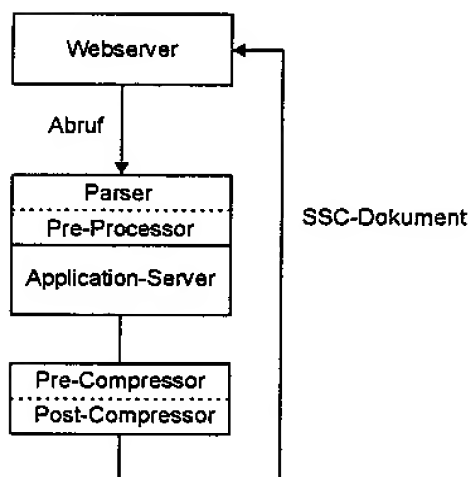 Webserver
Abruf
Parser
Pre-Processor
SSC-Dokument
Application-Server
Pre-Compressor
Post-Compressor